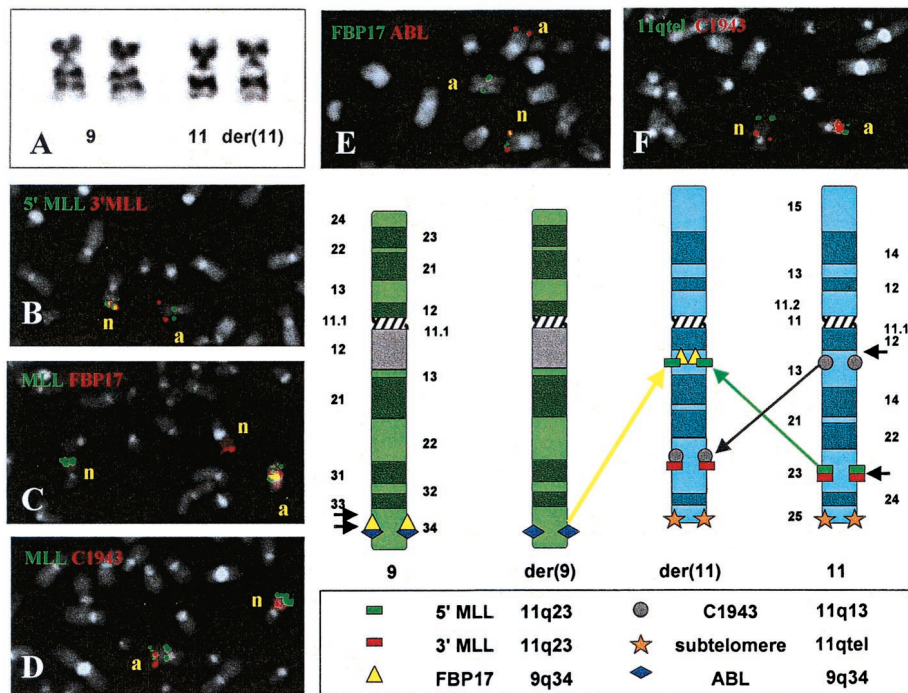 A
9
11
der(11)
FBP17 ABL
a
a
n
E
11qtel C1943
n
a
F
5' MLL 3'MLL
n
a
B
MLL FBP17
n
n
a
C
MLL C1943
n
a
D
24
22
13
11.1
12
21
31
33
23
21
12
11.1
13
22
32
34
9
der(9)
15
13
11.2
11
13
21
23
25
14
12
11.1
12
14
22
24
der(11)
11
5' MLL 11q23
3' MLL 11q23
FBP17 9q34
C1943 11q13
subtelomere 11qtel
ABL 9q34